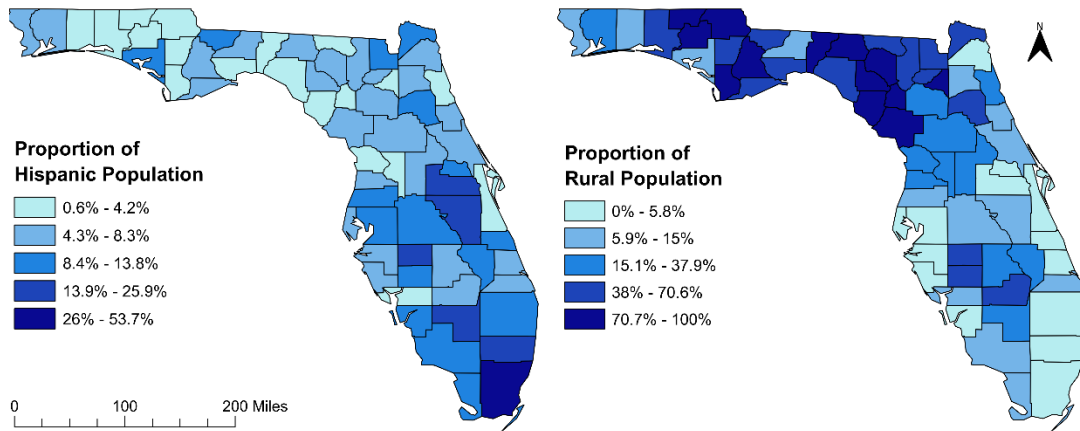 Proportion of
Hispanic Population
0.6% - 4.2%
4.3% - 8.3%
8.4% - 13.8%
13.9% - 25.9%
26% - 53.7%
0 100 200 Miles
Proportion of
Rural Population
0% - 5.8%
5.9% - 15%
15.1% - 37.9%
38% - 70.6%
70.7% - 100%
N